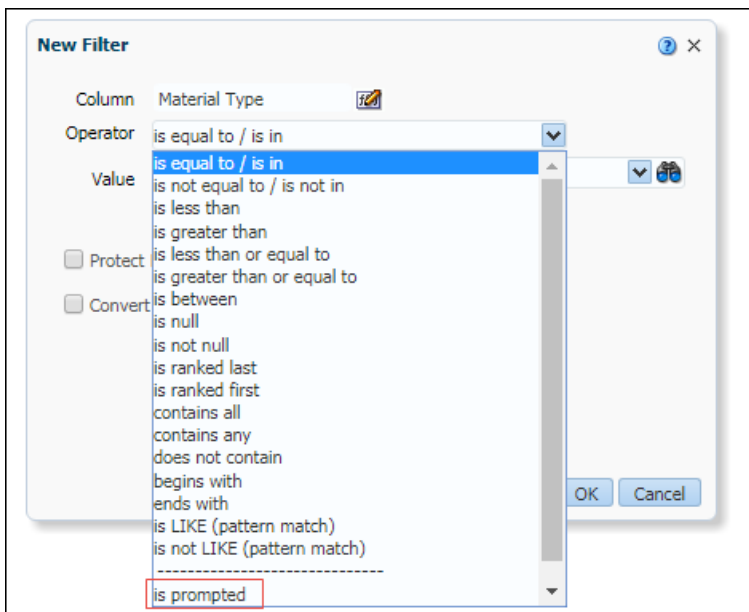 New Filter
Column Material Type
Operator is equal to / is in
is equal to / is in
Value is not equal to / is not in
is less than
is greater than
Protect is less than or equal to
is greater than or equal to
Convert is between
is null
is not null
is ranked last
is ranked first
contains all
contains any
does not contain
begins with
OK Cancel
ends with
is LIKE (pattern match)
is not LIKE (pattern match)
------------------------------
is prompted